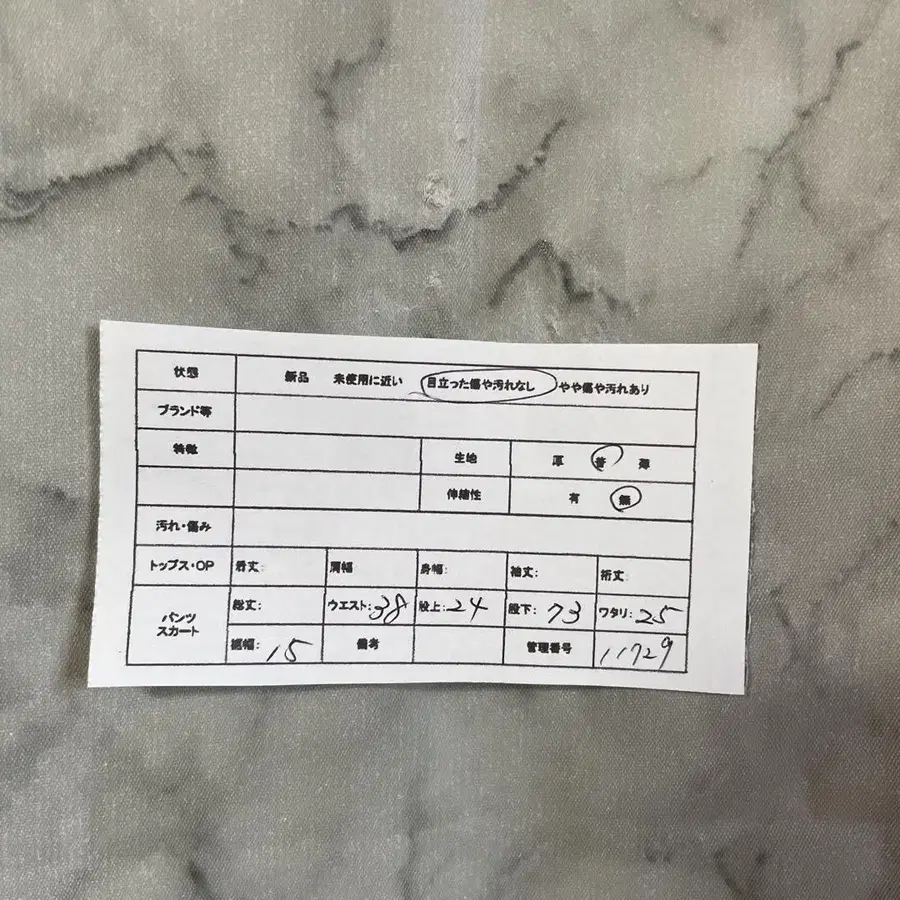 状態 新品 未使用に近い 目立った傷や汚れなし やや傷や汚れあり
ブランド等
特徴 生地 厚 普 薄
伸縮性 有 無
汚れ・傷み
トップス・OP 着丈: 肩幅 身幅: 袖丈: 裄丈
パンツ スカート 総丈: ウエスト:38 股上:24 股下:73 ワタリ:25
裾幅:15 備考 管理番号 11729